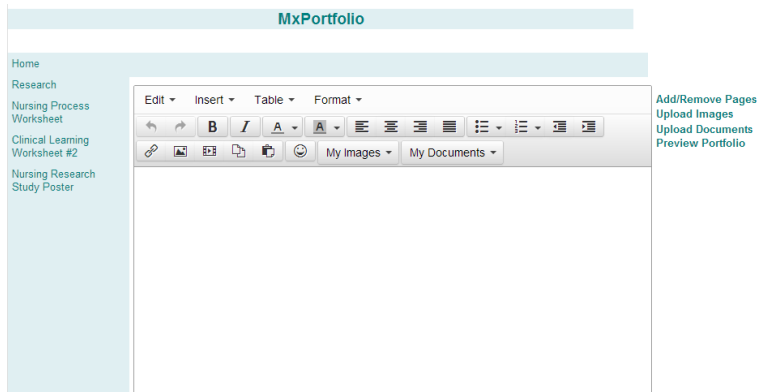 MxPortfolio
Home
Research
Nursing Process
Worksheet
Clinical Learning
Worksheet #2
Nursing Research
Study Poster
Edit Insert Table Format
B I A A
My Images My Documents
Add/Remove Pages
Upload Images
Upload Documents
Preview Portfolio